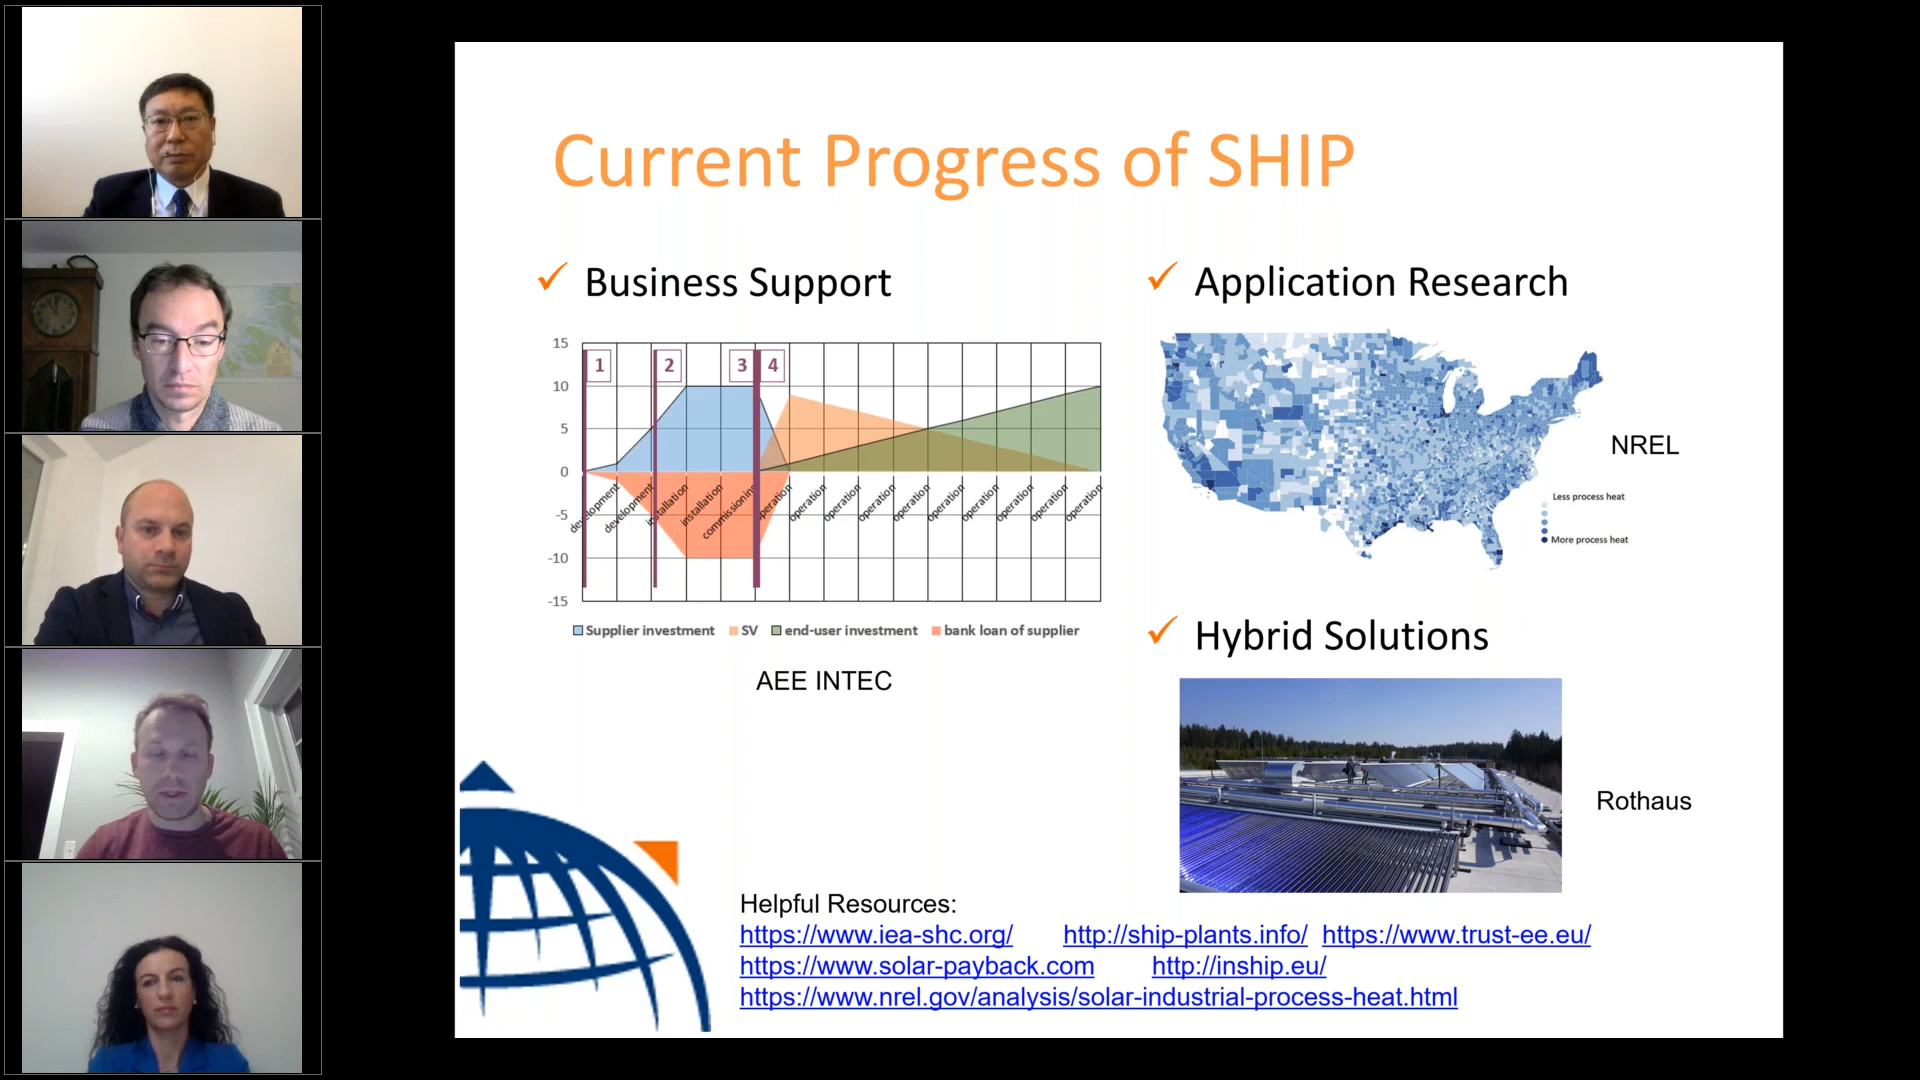 Current Progress of SHIP
✓ Business Support
15
10
5
0
-5
-10
-15
1
2
3
4
development
development
installation
installation
commissioning
operation
operation
operation
operation
operation
operation
operation
operation
operation
operation
Supplier investment
SV
end-user investment
bank loan of supplier
AEE INTEC
✓ Application Research
NREL
Less process heat
More process heat
✓ Hybrid Solutions
Rothaus
Helpful Resources:
https://www.iea-shc.org/ http://ship-plants.info/ https://www.trust-ee.eu/
https://www.solar-payback.com http://inship.eu/
https://www.nrel.gov/analysis/solar-industrial-process-heat.html